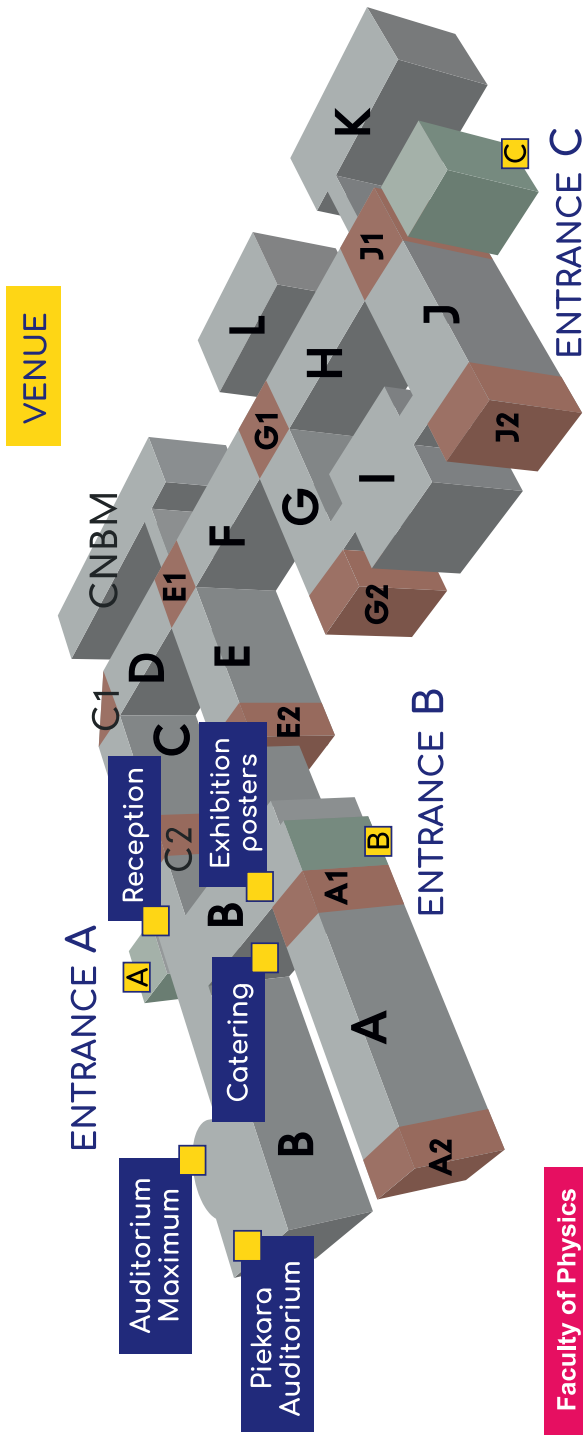 VENUE
ENTRANCE A
A
Auditorium
Maximum
Piekara
Auditorium
Reception
Catering
Exhibition
posters
B
B
C1
C2
C
CNBM
D
E1
E
E2
F
L
G1
G
G2
H
I
K
J1
J
J2
C
ENTRANCE C
A1
A
A2
B
ENTRANCE B
Faculty of Physics